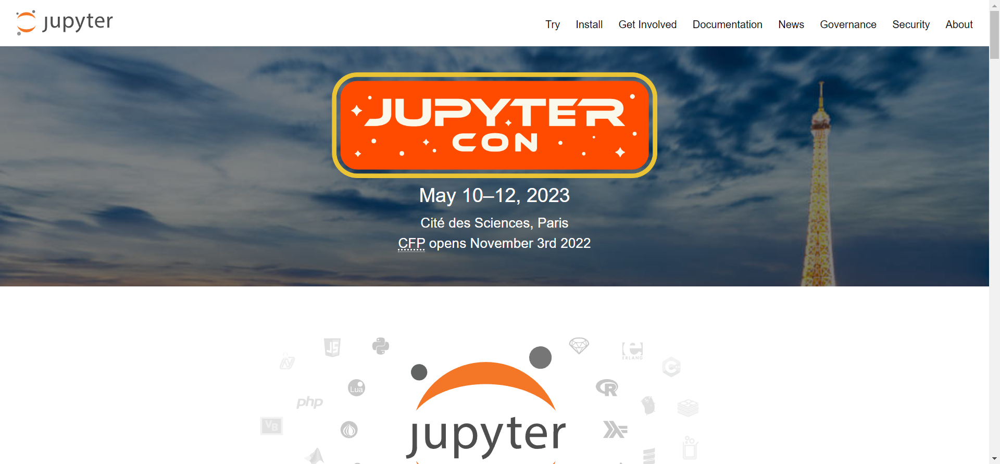 jupyter
Try Install Get Involved Documentation News Governance Security About
JUPYTER
CON
May 10–12, 2023
Cité des Sciences, Paris
CFP opens November 3rd 2022
JS
ERLANG
C++
Lua
R
php
VB
jupyter